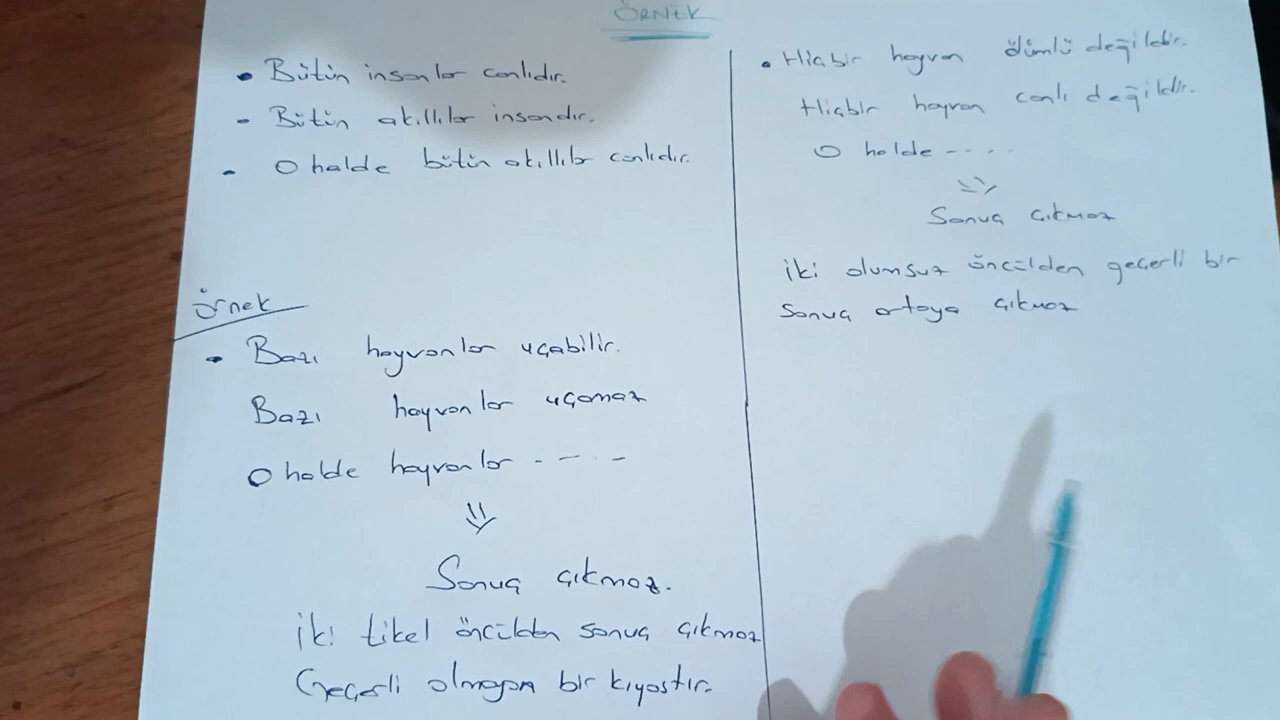 ÖRNEK
• Bütün insanlar canlıdır.
- Bütün akıllılar insandır.
- O halde bütün akıllılar canlıdır.
Örnek
• Bazı hayvanlar uçabilir.
Bazı hayvanlar uçamaz
O halde hayvanlar - - - -
⇓
Sonuç çıkmaz.
İki tikel öncülden sonuç çıkmaz
Geçerli olmayan bir kıyastır.
• Hiçbir hayvan ölümlü değildir.
Hiçbir hayvan canlı değildir.
O halde - - - -
⇓
Sonuç çıkmaz
İki olumsuz öncülden geçerli bir
sonuç ortaya çıkmaz